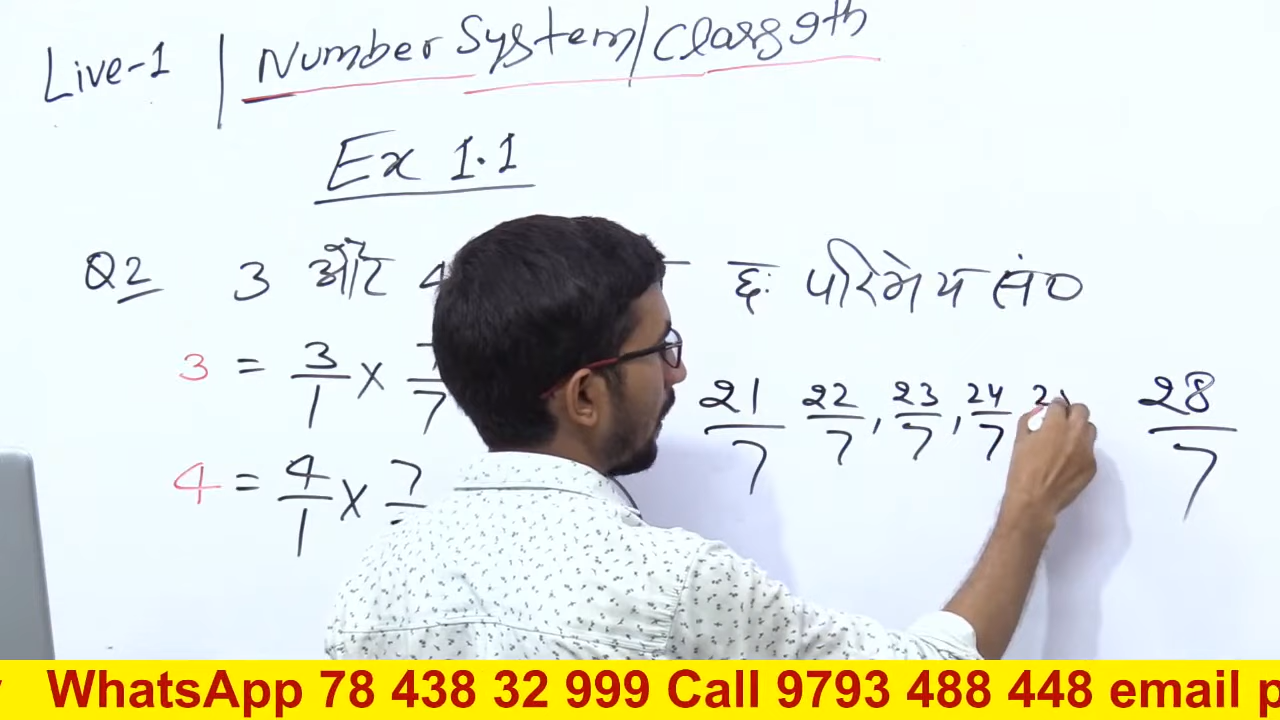 Live-1 | Number System/Class 9th
Ex 1.1
Q2 3 और 4 छः परिमेय सं०
3 = 3/1 × 7/7 21/7 22/7, 23/7, 24/7 28/7
4 = 4/1 × 7
WhatsApp 78 438 32 999 Call 9793 488 448 email